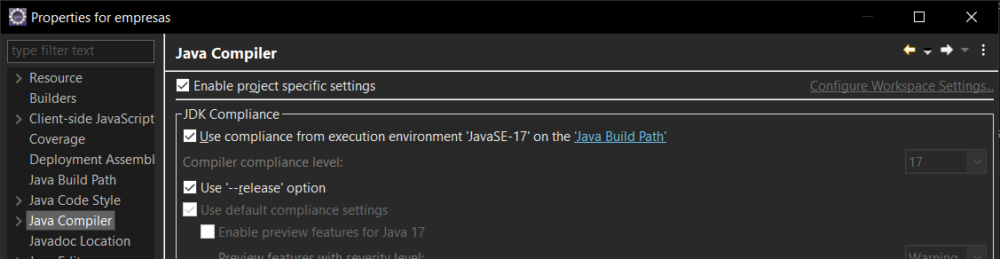 Properties for empresas
type filter text
Java Compiler
Resource
Builders
Client-side JavaScript
Coverage
Deployment Assembl
Java Build Path
Java Code Style
Java Compiler
Javadoc Location
Enable project specific settings
Configure Workspace Settings...
JDK Compliance
Use compliance from execution environment 'JavaSE-17' on the 'Java Build Path'
Compiler compliance level:
17
Use '--release' option
Use default compliance settings
Enable preview features for Java 17
Preview features with severity level:
Warning